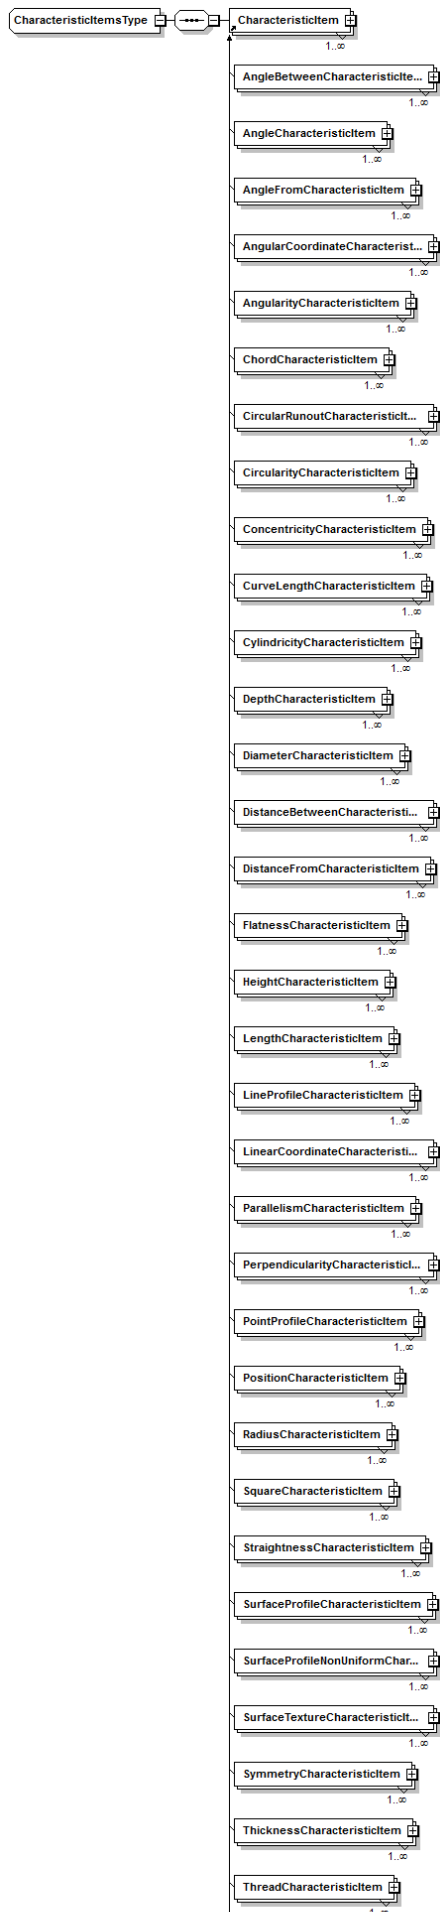 CharacteristicItemsType
CharacteristicItem
1..∞
AngleBetweenCharacteristicIte...
1..∞
AngleCharacteristicItem
1..∞
AngleFromCharacteristicItem
1..∞
AngularCoordinateCharacterist...
1..∞
AngularityCharacteristicItem
1..∞
ChordCharacteristicItem
1..∞
CircularRunoutCharacteristicIt...
1..∞
CircularityCharacteristicItem
1..∞
ConcentricityCharacteristicItem
1..∞
CurveLengthCharacteristicItem
1..∞
CylindricityCharacteristicItem
1..∞
DepthCharacteristicItem
1..∞
DiameterCharacteristicItem
1..∞
DistanceBetweenCharacteristi...
1..∞
DistanceFromCharacteristicItem
1..∞
FlatnessCharacteristicItem
1..∞
HeightCharacteristicItem
1..∞
LengthCharacteristicItem
1..∞
LineProfileCharacteristicItem
1..∞
LinearCoordinateCharacteristi...
1..∞
ParallelismCharacteristicItem
1..∞
PerpendicularityCharacteristicI...
1..∞
PointProfileCharacteristicItem
1..∞
PositionCharacteristicItem
1..∞
RadiusCharacteristicItem
1..∞
SquareCharacteristicItem
1..∞
StraightnessCharacteristicItem
1..∞
SurfaceProfileCharacteristicItem
1..∞
SurfaceProfileNonUniformChar...
1..∞
SurfaceTextureCharacteristicIt...
1..∞
SymmetryCharacteristicItem
1..∞
ThicknessCharacteristicItem
1..∞
ThreadCharacteristicItem
1..∞